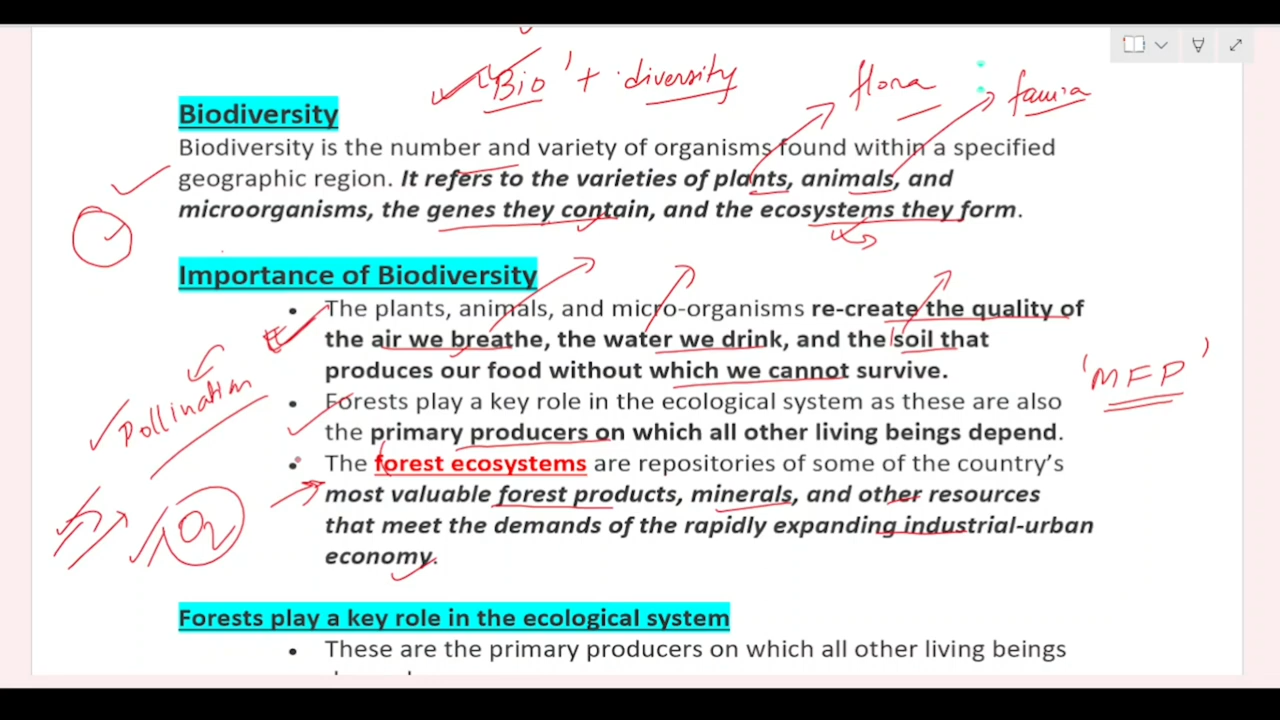 Bio + diversity
flora
fauna
Biodiversity
Biodiversity is the number and variety of organisms found within a specified
geographic region. It refers to the varieties of plants, animals, and
microorganisms, the genes they contain, and the ecosystems they form.
Importance of Biodiversity
• The plants, animals, and micro-organisms re-create the quality of
the air we breathe, the water we drink, and the soil that
produces our food without which we cannot survive.
'MFP'
Pollination
• Forests play a key role in the ecological system as these are also
the primary producers on which all other living beings depend.
• The forest ecosystems are repositories of some of the country's
most valuable forest products, minerals, and other resources
that meet the demands of the rapidly expanding industrial-urban
economy.
O2
Forests play a key role in the ecological system
• These are the primary producers on which all other living beings